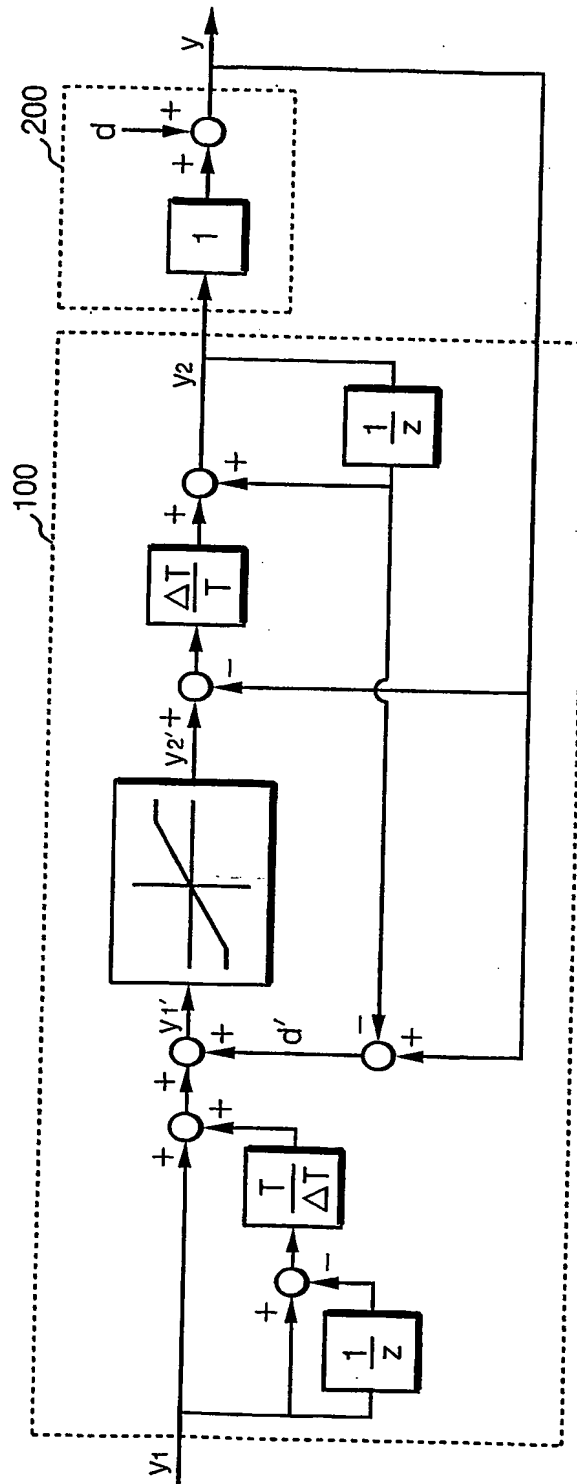 100
200
y1
1/z
+
−
T/ΔT
+
+
+
+
d'
−
+
y1'
y2'
+
−
ΔT/T
+
+
y2
1/z
1
+
d
+
y